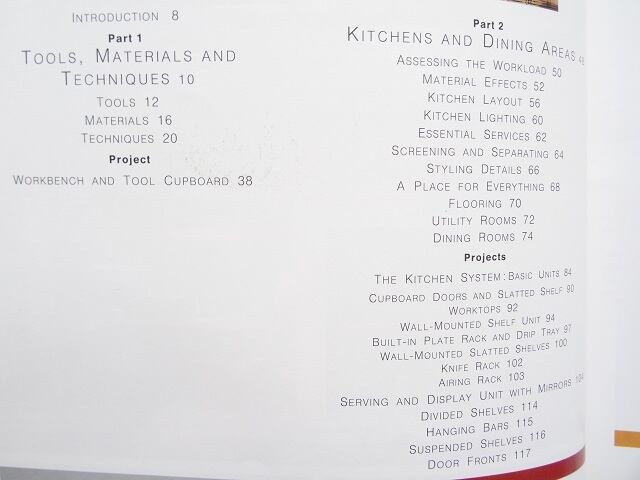 INTRODUCTION 8
Part 1
TOOLS, MATERIALS AND
TECHNIQUES 10
TOOLS 12
MATERIALS 16
TECHNIQUES 20
Project
WORKBENCH AND TOOL CUPBOARD 38
Part 2
KITCHENS AND DINING AREAS
ASSESSING THE WORKLOAD 50
MATERIAL EFFECTS 52
KITCHEN LAYOUT 56
KITCHEN LIGHTING 60
ESSENTIAL SERVICES 62
SCREENING AND SEPARATING 64
STYLING DETAILS 66
A PLACE FOR EVERYTHING 68
FLOORING 70
UTILITY ROOMS 72
DINING ROOMS 74
Projects
THE KITCHEN SYSTEM: BASIC UNITS 84
CUPBOARD DOORS AND SLATTED SHELF 90
WORKTOPS 92
WALL-MOUNTED SHELF UNIT 94
BUILT-IN PLATE RACK AND DRIP TRAY 97
WALL-MOUNTED SLATTED SHELVES 100
KNIFE RACK 102
AIRING RACK 103
SERVING AND DISPLAY UNIT WITH MIRRORS 104
DIVIDED SHELVES 114
HANGING BARS 115
SUSPENDED SHELVES 116
DOOR FRONTS 117